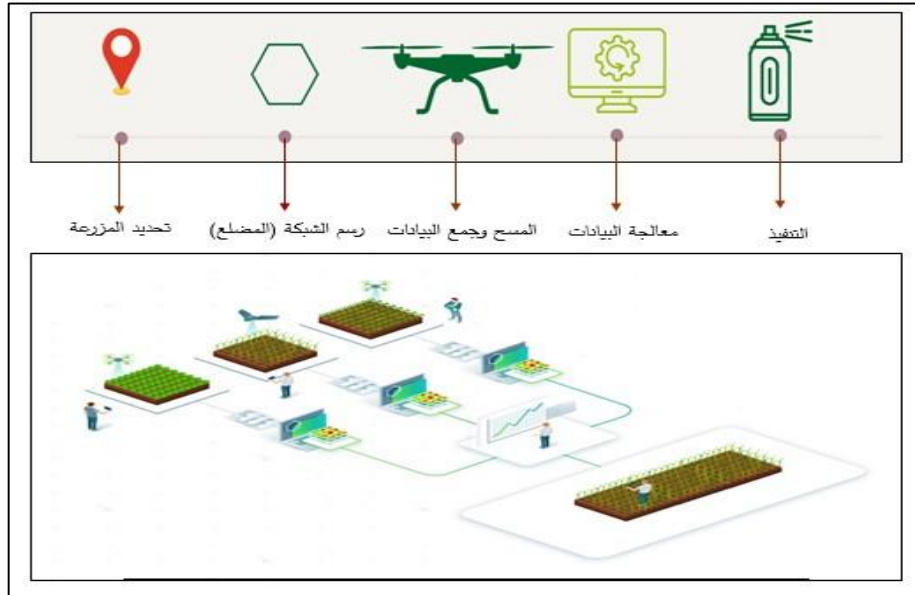 تحديد المزرعة
رسم الشبكة (المضلع)
المسح وجمع البيانات
معالجة البيانات
التنفيذ